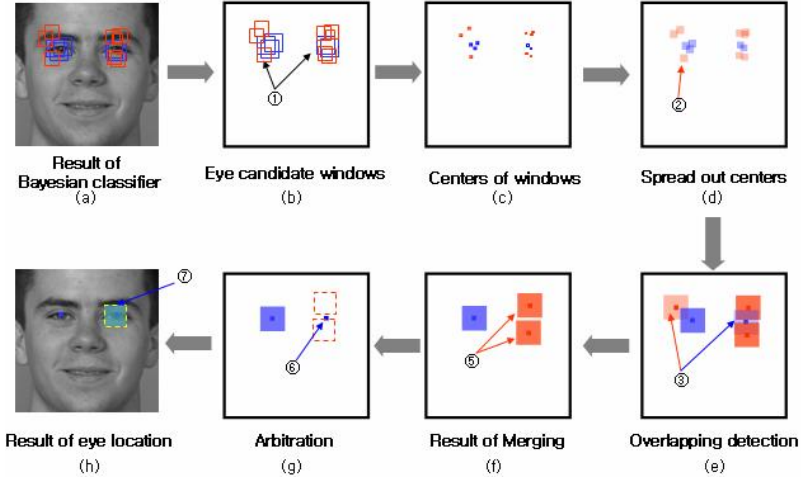 ①
②
Result of
Bayesian classifier
(a)
Eye candidate windows
(b)
Centers of windows
(c)
Spread out centers
(d)
⑦
⑥
⑤
③
Result of eye location
(h)
Arbitration
(g)
Result of Merging
(f)
Overlapping detection
(e)